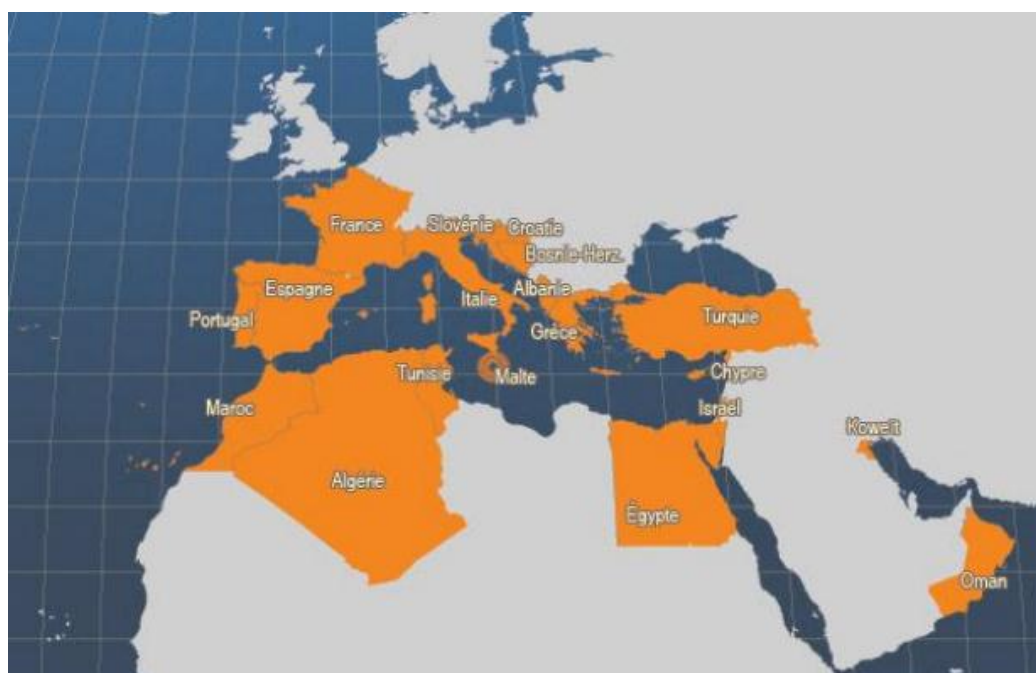 France
Slovénie
Croatie
Bosnie-Herz.
Espagne
Italie
Albanie
Portugal
Grèce
Turquie
Tunisie
Malte
Chypre
Maroc
Israël
Koweït
Algérie
Égypte
Oman